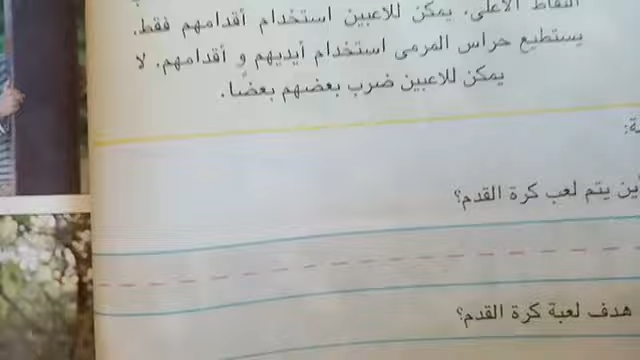 النقاط الأعلى. يمكن للاعبين استخدام أقدامهم فقط.
يستطيع حراس المرمى استخدام أيديهم و أقدامهم. لا
يمكن للاعبين ضرب بعضهم بعضًا.
أين يتم لعب كرة القدم؟
هدف لعبة كرة القدم؟